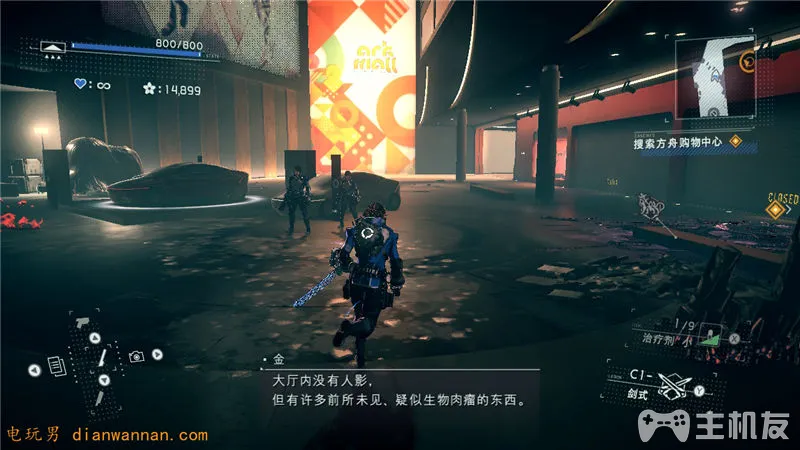 ark
mall
800/800
∞
:14,899
搜索方舟购物中心
CLOSED
1/9
治疗剂·小
X
C1-
剑式
Y
A
Y
金
大厅内没有人影，
但有许多前所未见、疑似生物肉瘤的东西。
电玩男 dianwannan.com
主机友